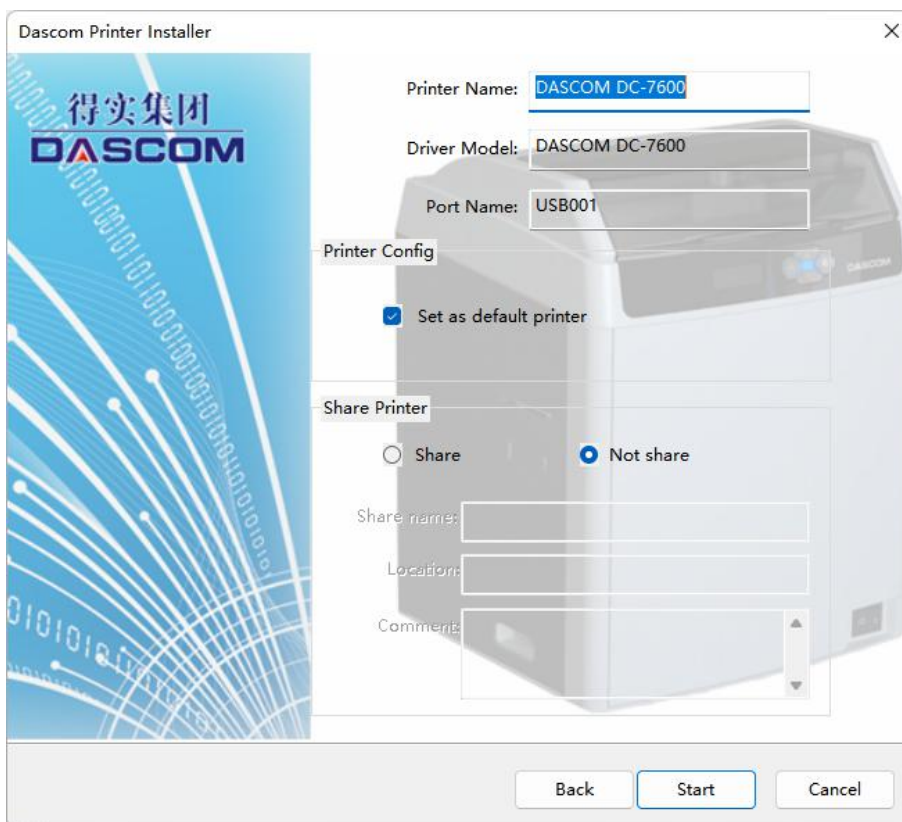 Dascom Printer Installer
得实集团
DASCOM
Printer Name: DASCOM DC-7600
Driver Model: DASCOM DC-7600
Port Name: USB001
Printer Config
Set as default printer
DASCOM
Share Printer
Share
Not share
Share name:
Location:
Comment:
Back
Start
Cancel